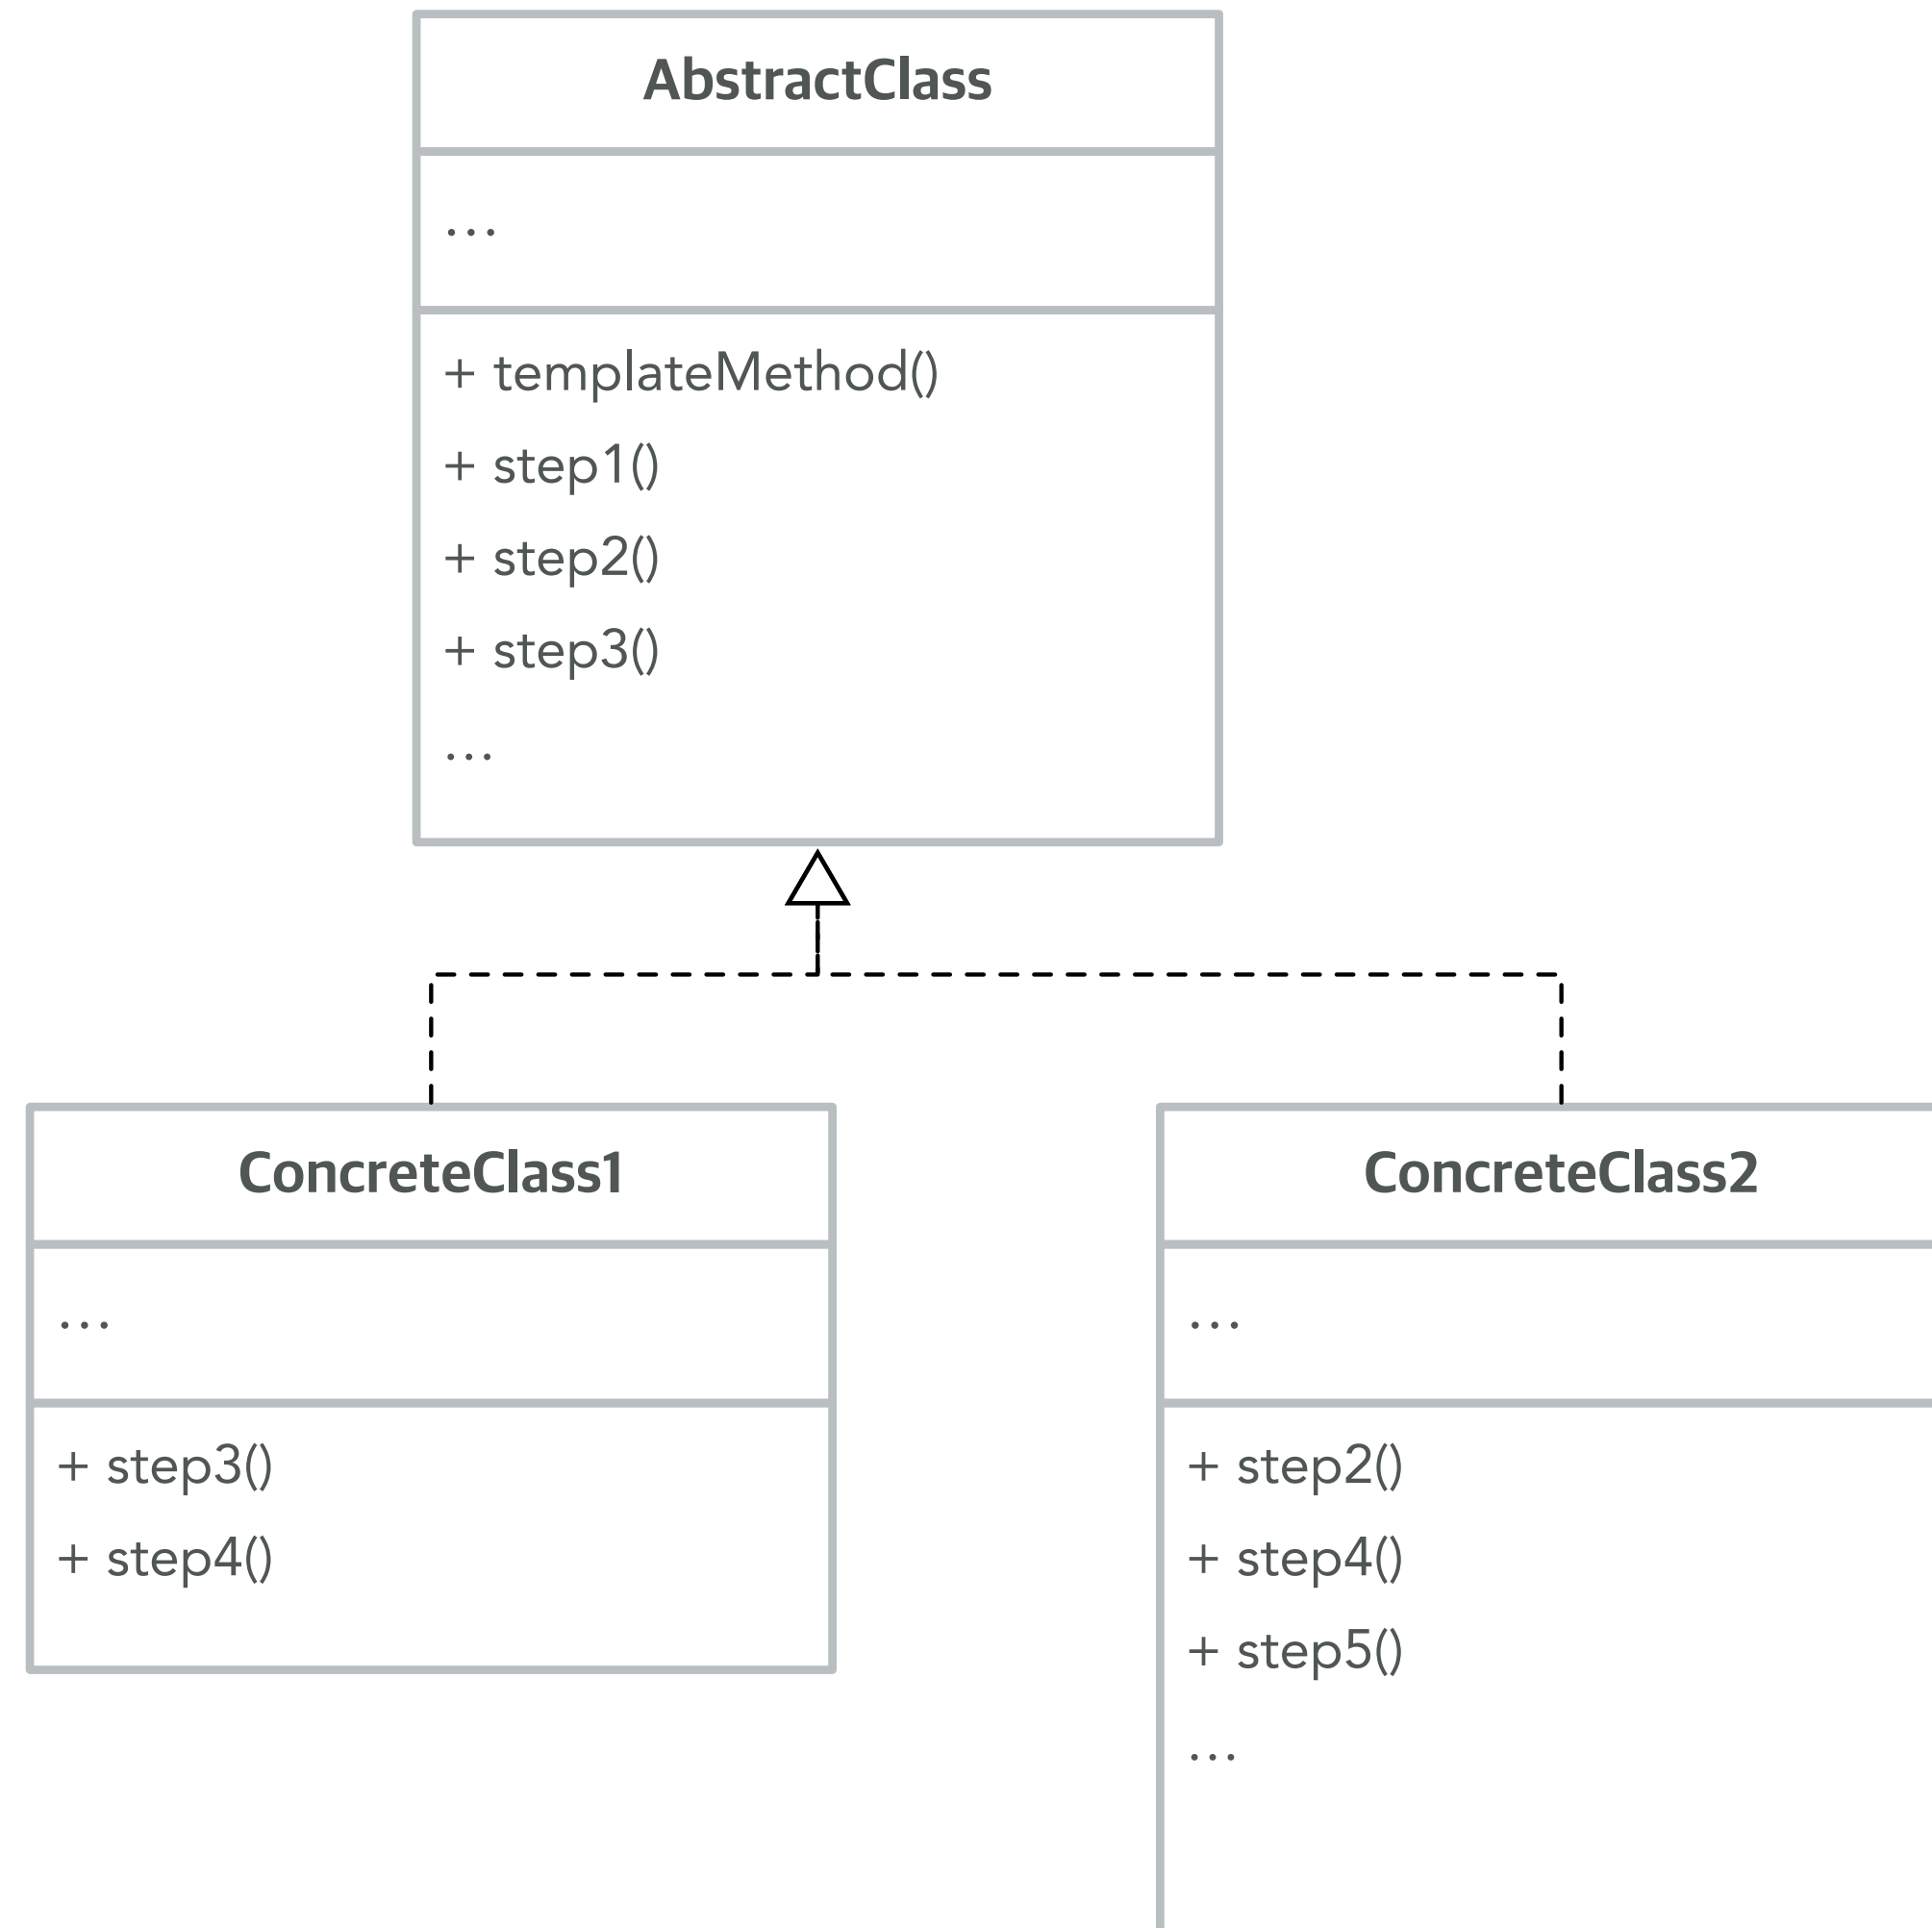 AbstractClass
...
+ templateMethod()
+ step1()
+ step2()
+ step3()
...
ConcreteClass1
...
+ step3()
+ step4()
ConcreteClass2
...
+ step2()
+ step4()
+ step5()
...